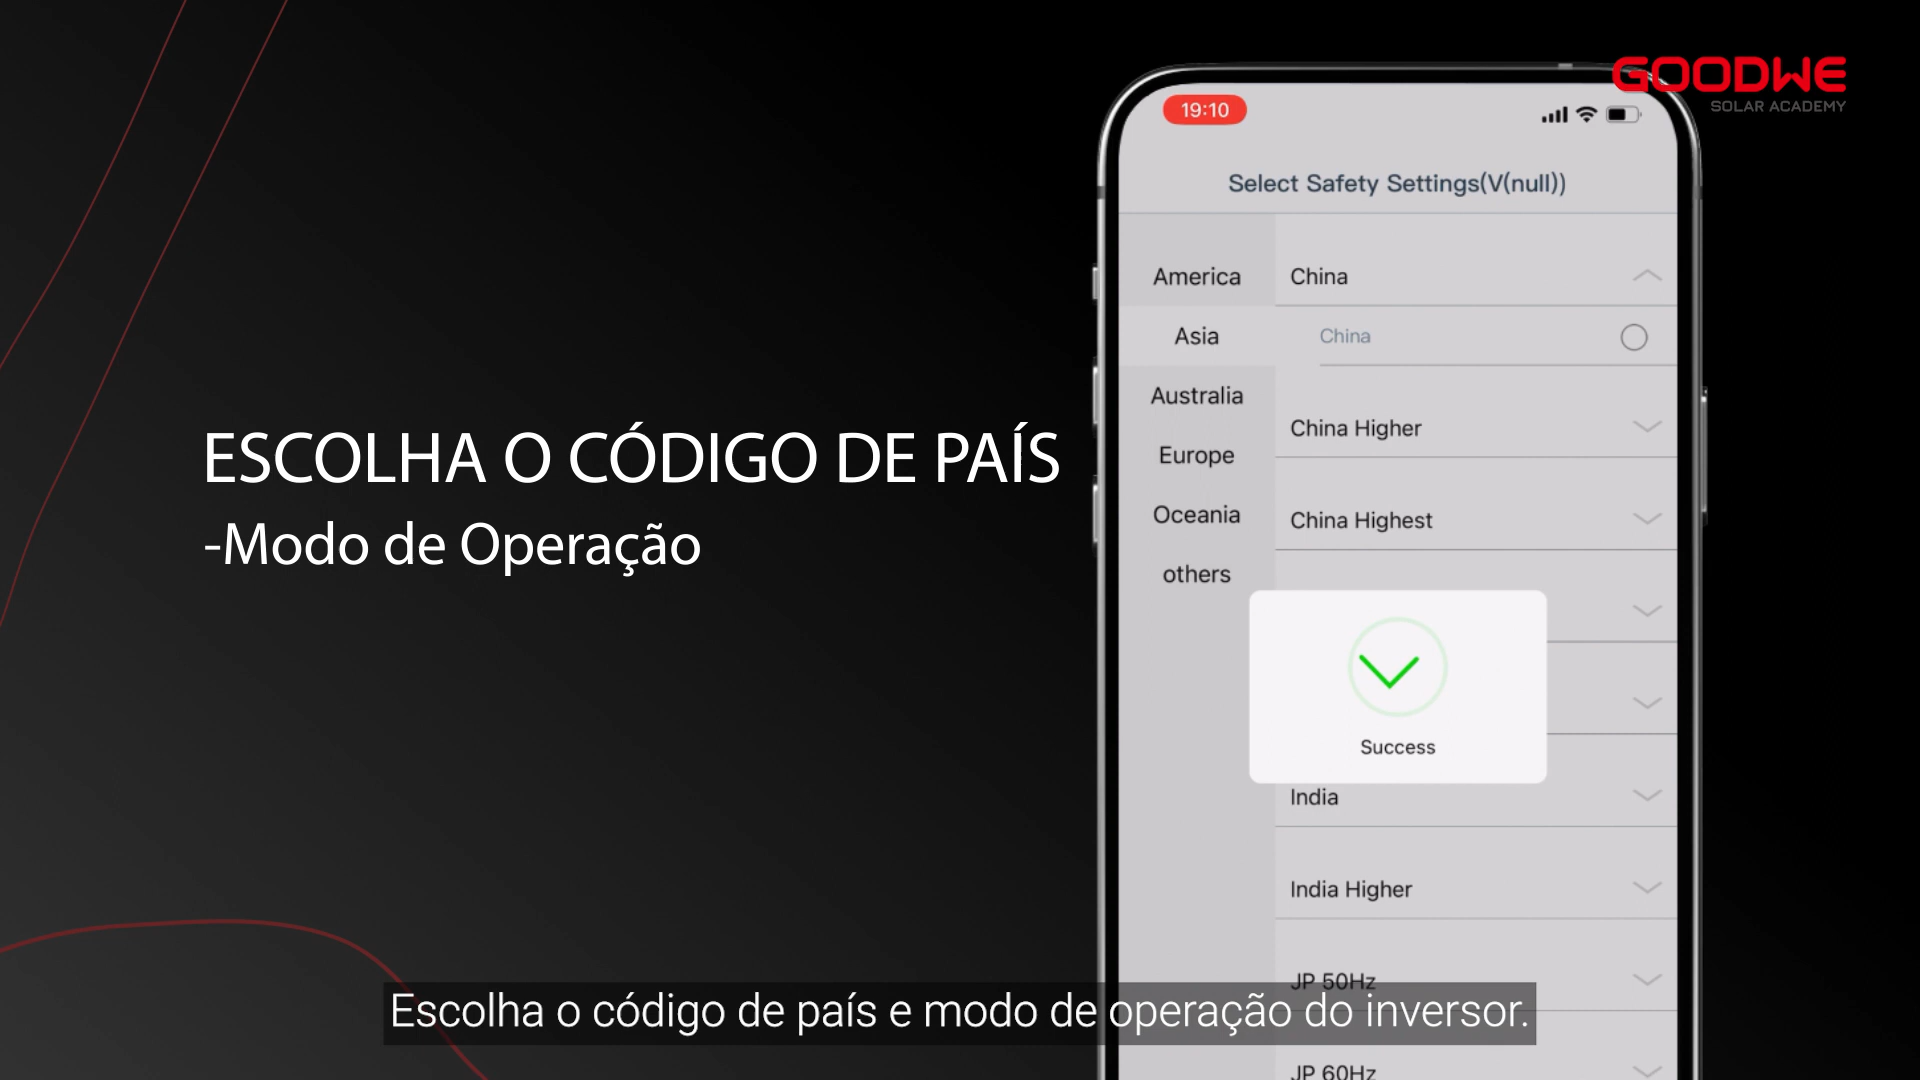 GOODWE
SOLAR ACADEMY
19:10
Select Safety Settings(V(null))
America
Asia
Australia
Europe
Oceania
others
China
China
China Higher
China Highest
Success
India
India Higher
JP 50Hz
JP 60Hz
ESCOLHA O CÓDIGO DE PAÍS
-Modo de Operação
Escolha o código de país e modo de operação do inversor.